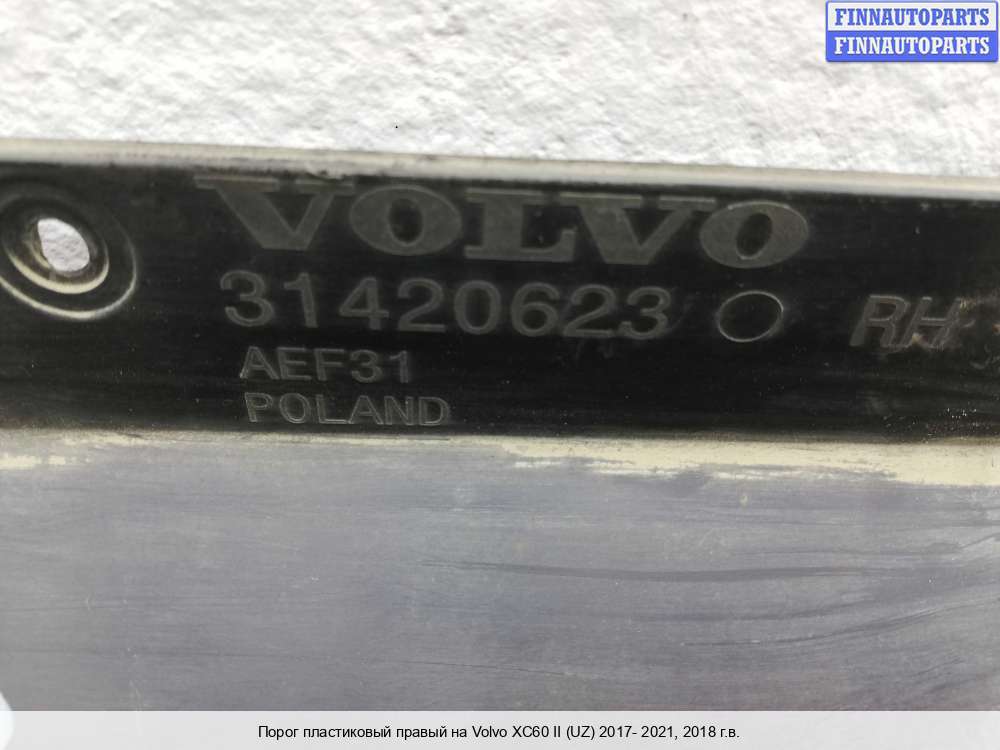 FINNAUTOPARTS
FINNAUTOPARTS
VOLVO
31420623
RH
AEF31
POLAND
Порог пластиковый правый на Volvo XC60 II (UZ) 2017- 2021, 2018 г.в.